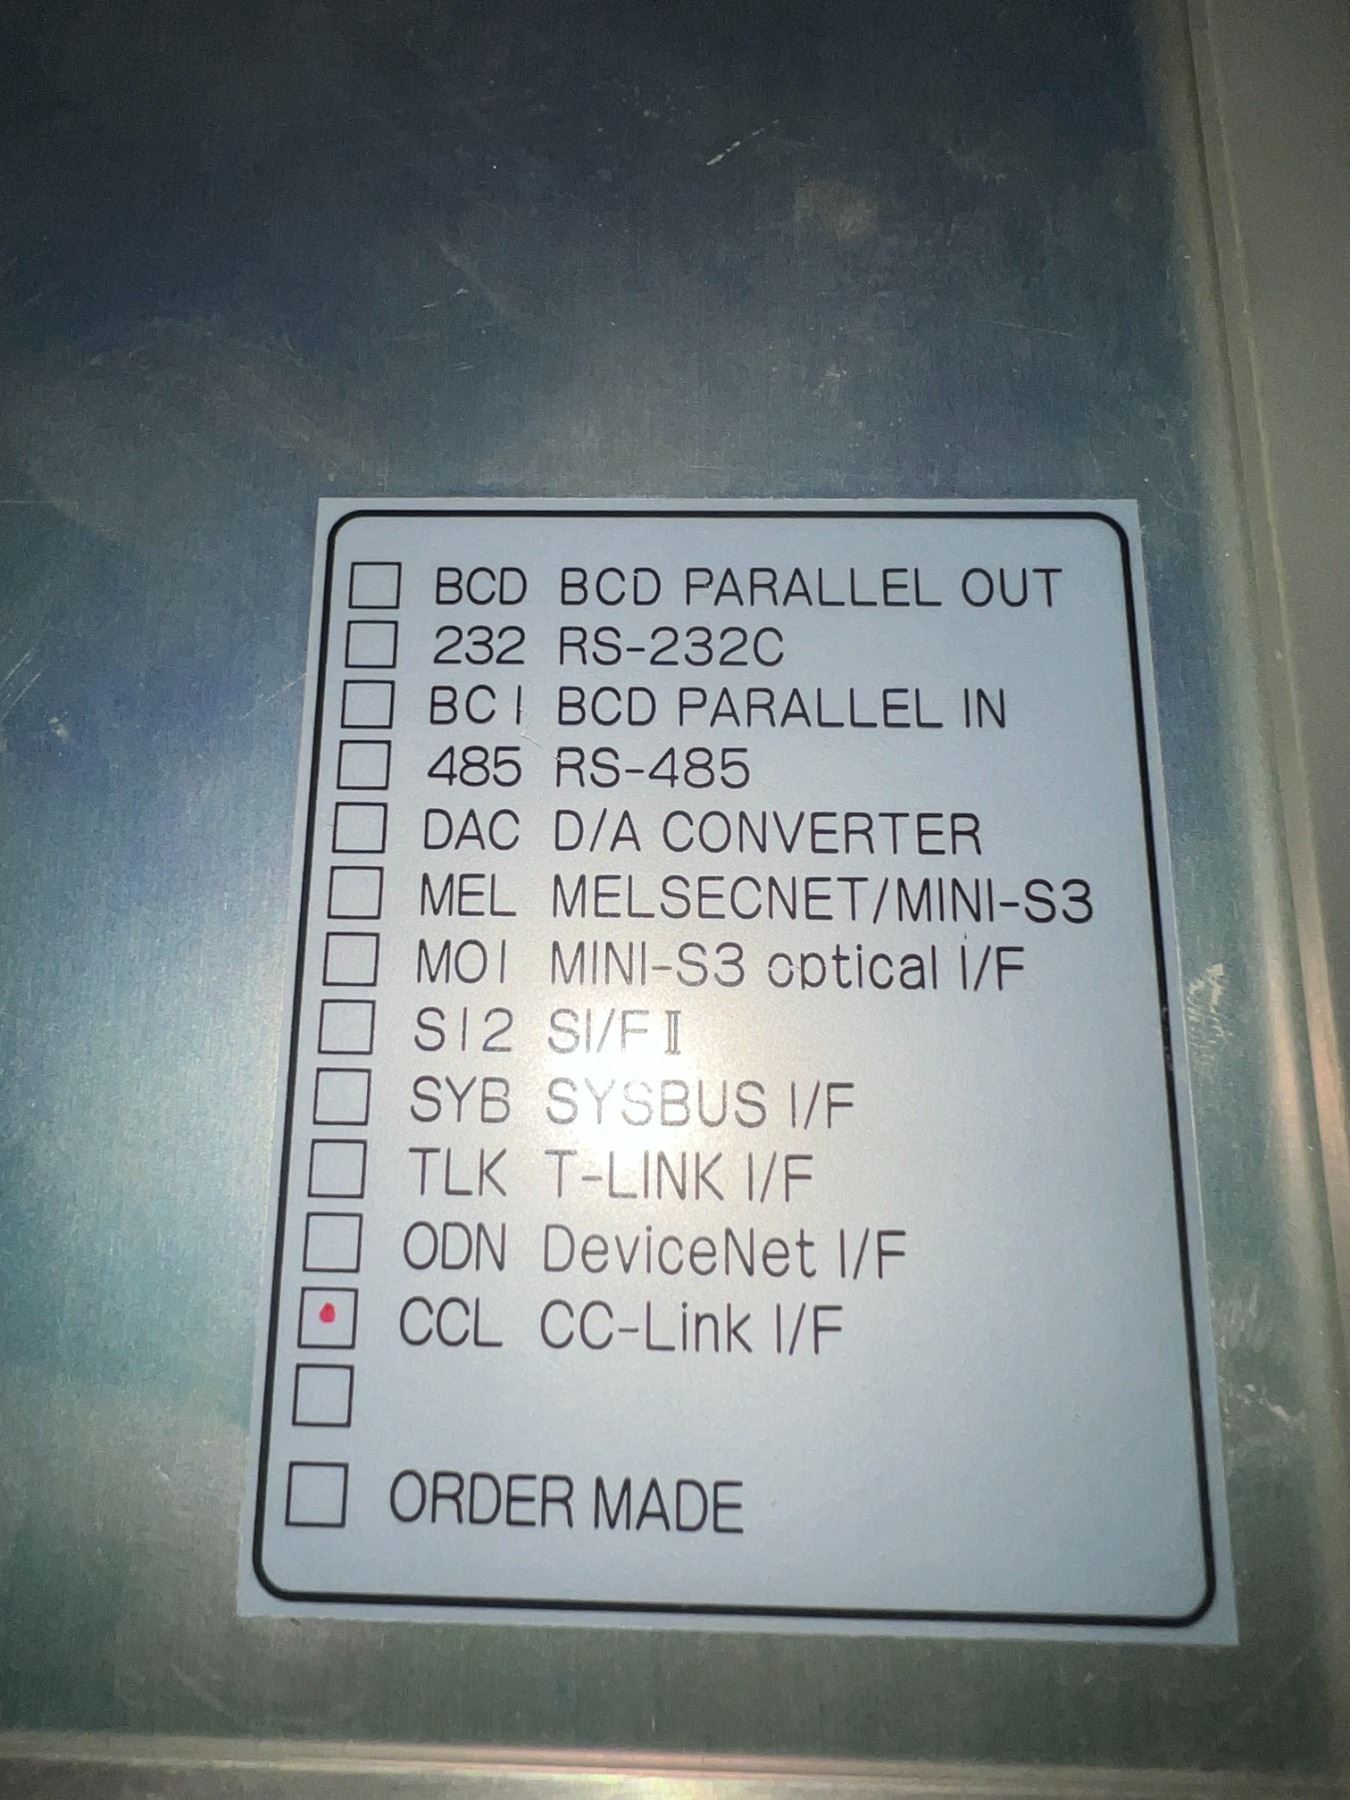 BCD BCD PARALLEL OUT
232 RS-232C
BCI BCD PARALLEL IN
485 RS-485
DAC D/A CONVERTER
MEL MELSECNET/MINI-S3
MOI MINI-S3 optical I/F
SI2 SI/FⅡ
SYB SYSBUS I/F
TLK T-LINK I/F
ODN DeviceNet I/F
CCL CC-Link I/F
ORDER MADE